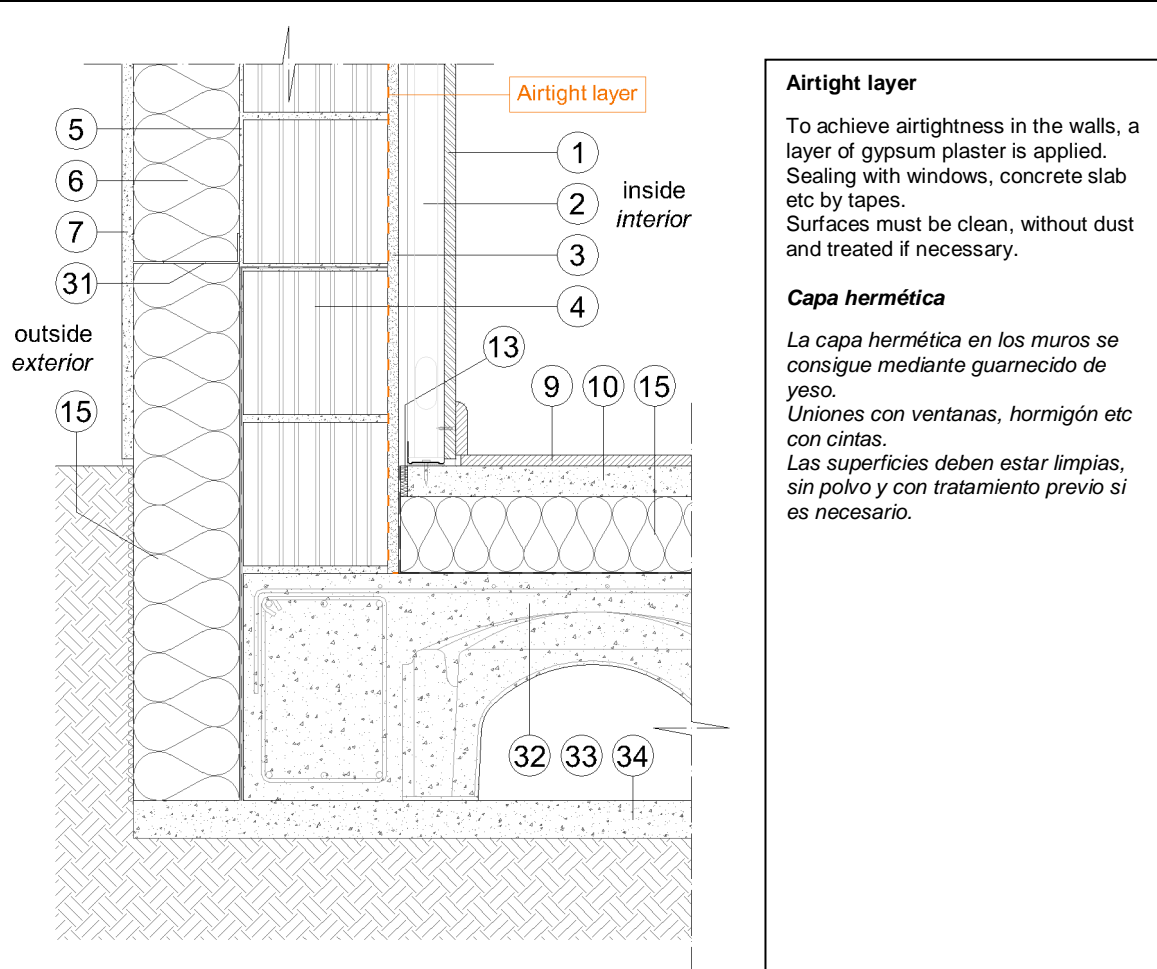 Airtight layer
5
1
6
inside
2
interior
7
3
31
4
outside
exterior
13
9
10
15
15
32
33
34
Airtight layer
To achieve airtightness in the walls, a
layer of gypsum plaster is applied.
Sealing with windows, concrete slab
etc by tapes.
Surfaces must be clean, without dust
and treated if necessary.
Capa hermética
La capa hermética en los muros se
consigue mediante guarnecido de
yeso.
Uniones con ventanas, hormigón etc
con cintas.
Las superficies deben estar limpias,
sin polvo y con tratamiento previo si
es necesario.